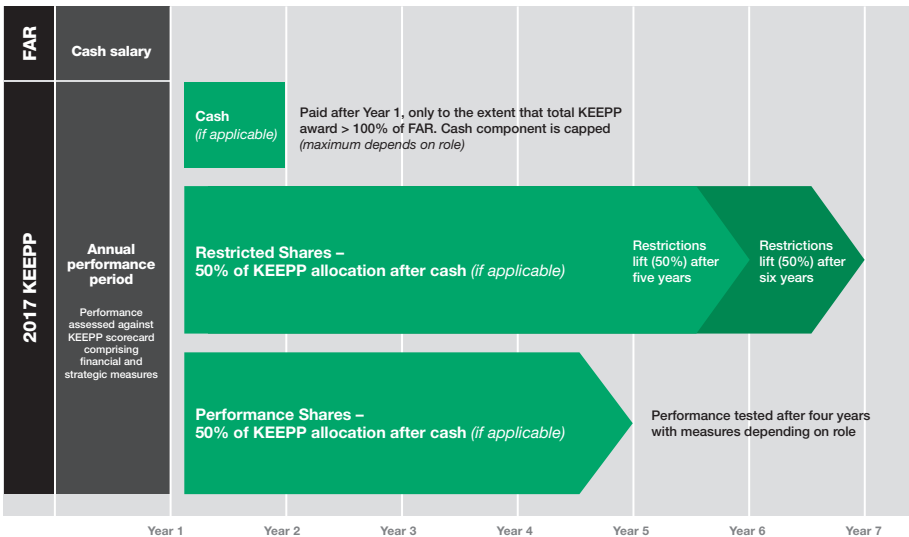 FAR
Cash salary
2017 KEEPP
Annual
performance
period
Performance
assessed against
KEEPP scorecard
comprising
financial and
strategic measures
Cash
(if applicable)
Paid after Year 1, only to the extent that total KEEPP
award > 100% of FAR. Cash component is capped
(maximum depends on role)
Restricted Shares –
50% of KEEPP allocation after cash (if applicable)
Restrictions
lift (50%) after
five years
Restrictions
lift (50%) after
six years
Performance Shares –
50% of KEEPP allocation after cash (if applicable)
Performance tested after four years
with measures depending on role
Year 1
Year 2
Year 3
Year 4
Year 5
Year 6
Year 7